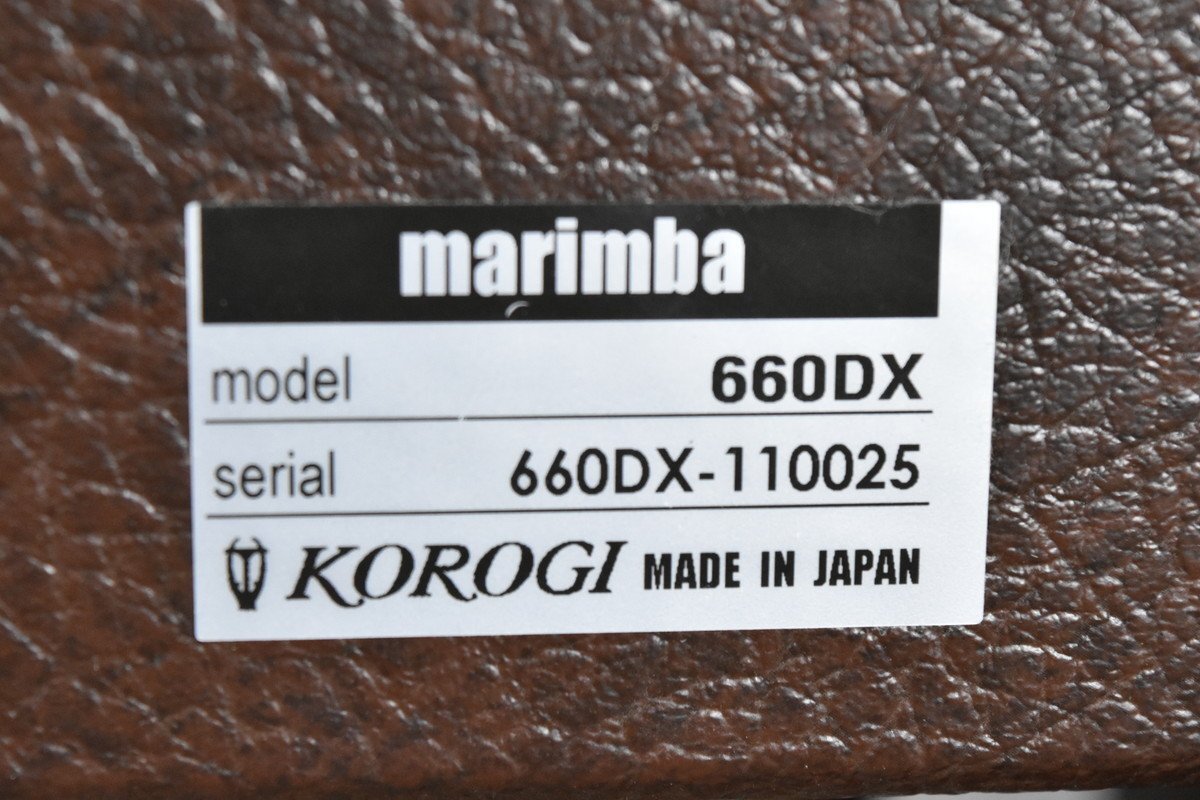 marimba
model 660DX
serial 660DX-110025
KOROGI MADE IN JAPAN